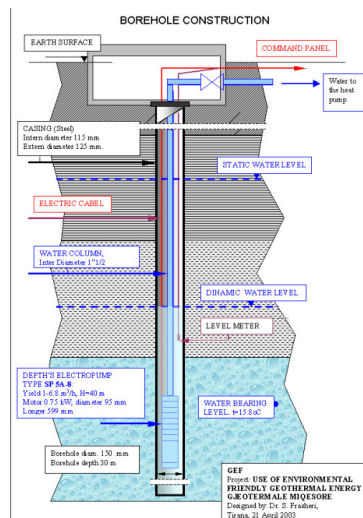 BOREHOLE CONSTRUCTION
EARTH SURFACE
COMMAND PANEL
Water to
the heat
pump
CASING (Steel)
Intern diameter 115 mm
Extern diameter 125 mm.
STATIC WATER LEVEL
ELECTRIC CABEL
WATER COLUMN,
Inter Diameter 1"1/2
DINAMIC WATER LEVEL
LEVEL METER
DEPTH'S ELECTROPUMP
TYPE SP 5A-8:
Yield 1-6.8 m³/h, H=40 m
Motor 0.75 kW, diameter 95 mm
Longer 599 mm
WATER BEARING
LEYEL. t=15.8oC
Borehole diam. 150 mm
Borehole depth 30 m
GEF
Project: USE OF ENVIRONMENTAL
FRIENDLY GEOTHERMAL ENERGY
GJEOTERMALE MIQESORE
Designed by: Dr. S. Frasheri,
Tirana, 21 April 2003